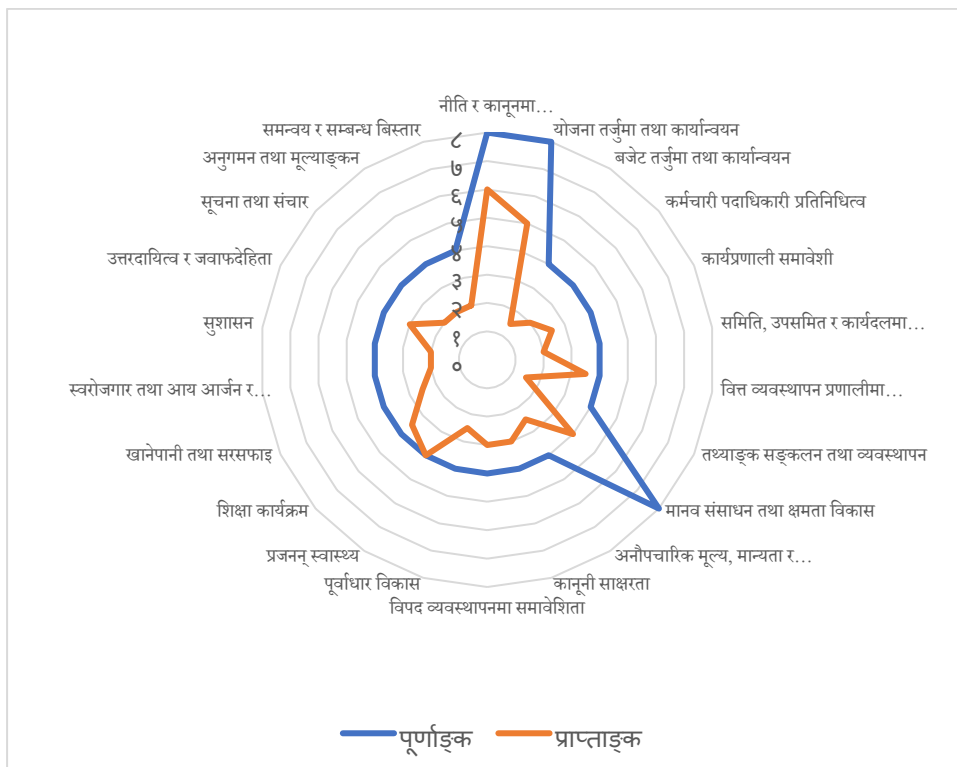 नीति र कानूनमा…
योजना तर्जुमा तथा कार्यान्वयन
बजेट तर्जुमा तथा कार्यान्वयन
कर्मचारी पदाधिकारी प्रतिनिधित्व
कार्यप्रणाली समावेशी
समिति, उपसमित र कार्यदलमा…
वित्त व्यवस्थापन प्रणालीमा…
तथ्याङ्क सङ्कलन तथा व्यवस्थापन
मानव संसाधन तथा क्षमता विकास
अनौपचारिक मूल्य, मान्यता र…
कानूनी साक्षरता
विपद व्यवस्थापनमा समावेशिता
पूर्वाधार विकास
प्रजनन् स्वास्थ्य
शिक्षा कार्यक्रम
खानेपानी तथा सरसफाइ
स्वरोजगार तथा आय आर्जन र…
सुशासन
उत्तरदायित्व र जवाफदेहिता
सूचना तथा संचार
अनुगमन तथा मूल्याङ्कन
समन्वय र सम्बन्ध बिस्तार
८
७
६
५
४
३
२
१
०
पूर्णाङ्क
प्राप्ताङ्क